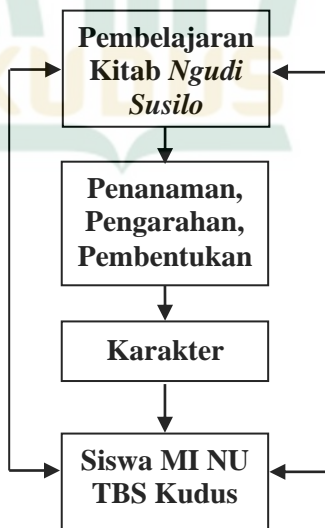 Pembelajaran
Kitab Ngudi
Susilo
Penanaman,
Pengarahan,
Pembentukan
Karakter
Siswa MI NU
TBS Kudus